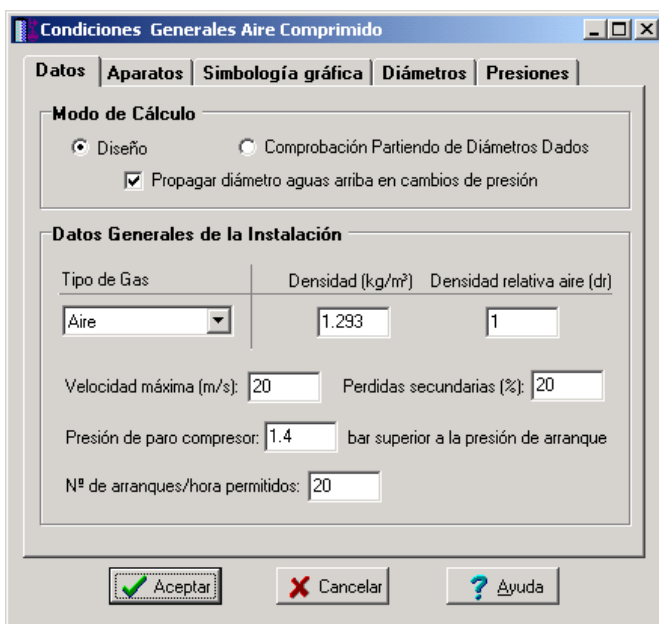 Condiciones Generales Aire Comprimido
Datos Aparatos Simbología gráfica Diámetros Presiones
Modo de Cálculo
Diseño Comprobación Partiendo de Diámetros Dados
Propagar diámetro aguas arriba en cambios de presión
Datos Generales de la Instalación
Tipo de Gas Densidad (kg/m³) Densidad relativa aire (dr)
Aire 1.293 1
Velocidad máxima (m/s): 20 Perdidas secundarias (%): 20
Presión de paro compresor: 1.4 bar superior a la presión de arranque
Nº de arranques/hora permitidos: 20
Aceptar Cancelar Ayuda